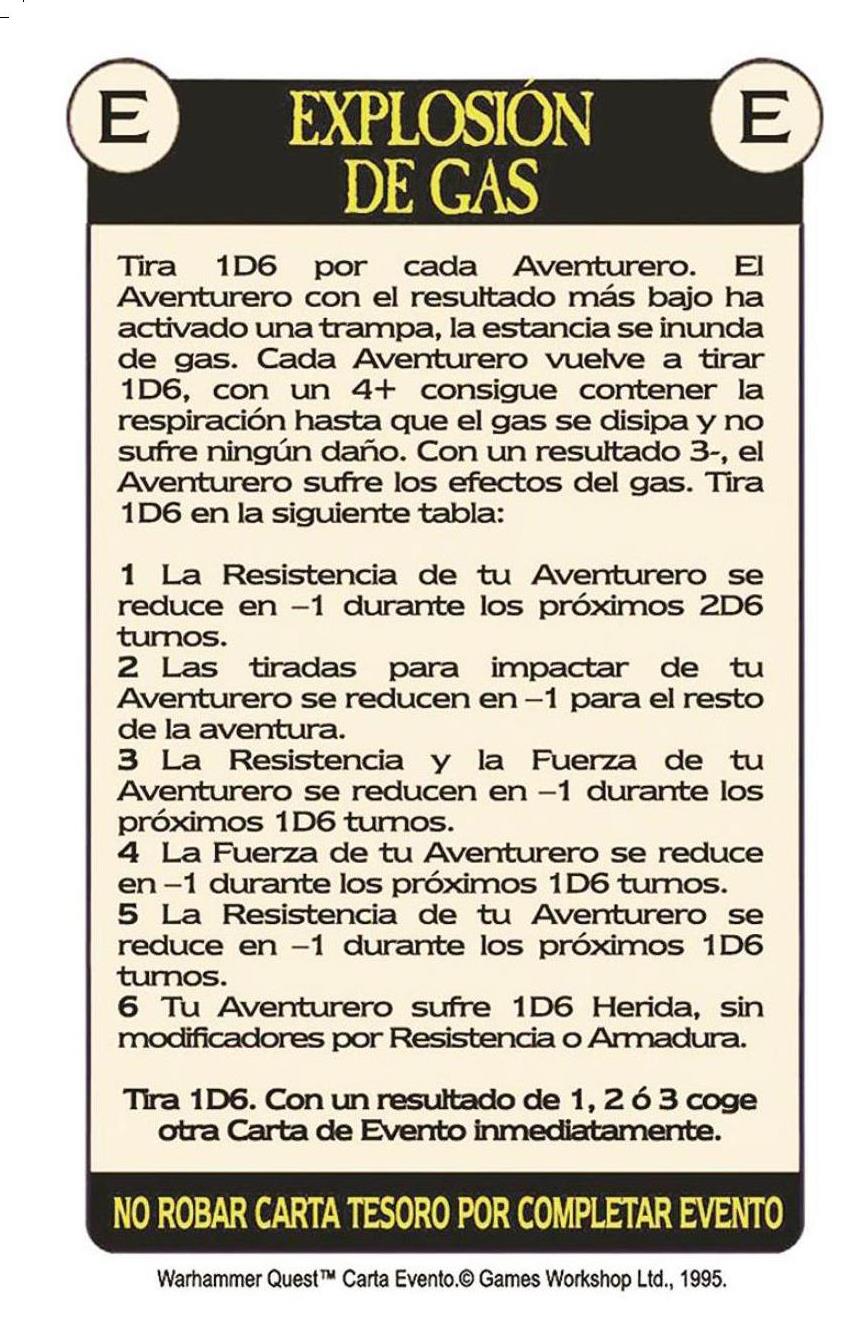 E EXPLOSIÓN E
DE GAS
Tira 1D6 por cada Aventurero. El
Aventurero con el resultado más bajo ha
activado una trampa, la estancia se inunda
de gas. Cada Aventurero vuelve a tirar
1D6, con un 4+ consigue contener la
respiración hasta que el gas se disipa y no
sufre ningún daño. Con un resultado 3-, el
Aventurero sufre los efectos del gas. Tira
1D6 en la siguiente tabla:
1 La Resistencia de tu Aventurero se
reduce en –1 durante los próximos 2D6
turnos.
2 Las tiradas para impactar de tu
Aventurero se reducen en –1 para el resto
de la aventura.
3 La Resistencia y la Fuerza de tu
Aventurero se reducen en –1 durante los
próximos 1D6 turnos.
4 La Fuerza de tu Aventurero se reduce
en –1 durante los próximos 1D6 turnos.
5 La Resistencia de tu Aventurero se
reduce en –1 durante los próximos 1D6
turnos.
6 Tu Aventurero sufre 1D6 Herida, sin
modificadores por Resistencia o Armadura.
Tira 1D6. Con un resultado de 1, 2 ó 3 coge
otra Carta de Evento inmediatamente.
NO ROBAR CARTA TESORO POR COMPLETAR EVENTO
Warhammer Quest™ Carta Evento.© Games Workshop Ltd., 1995.